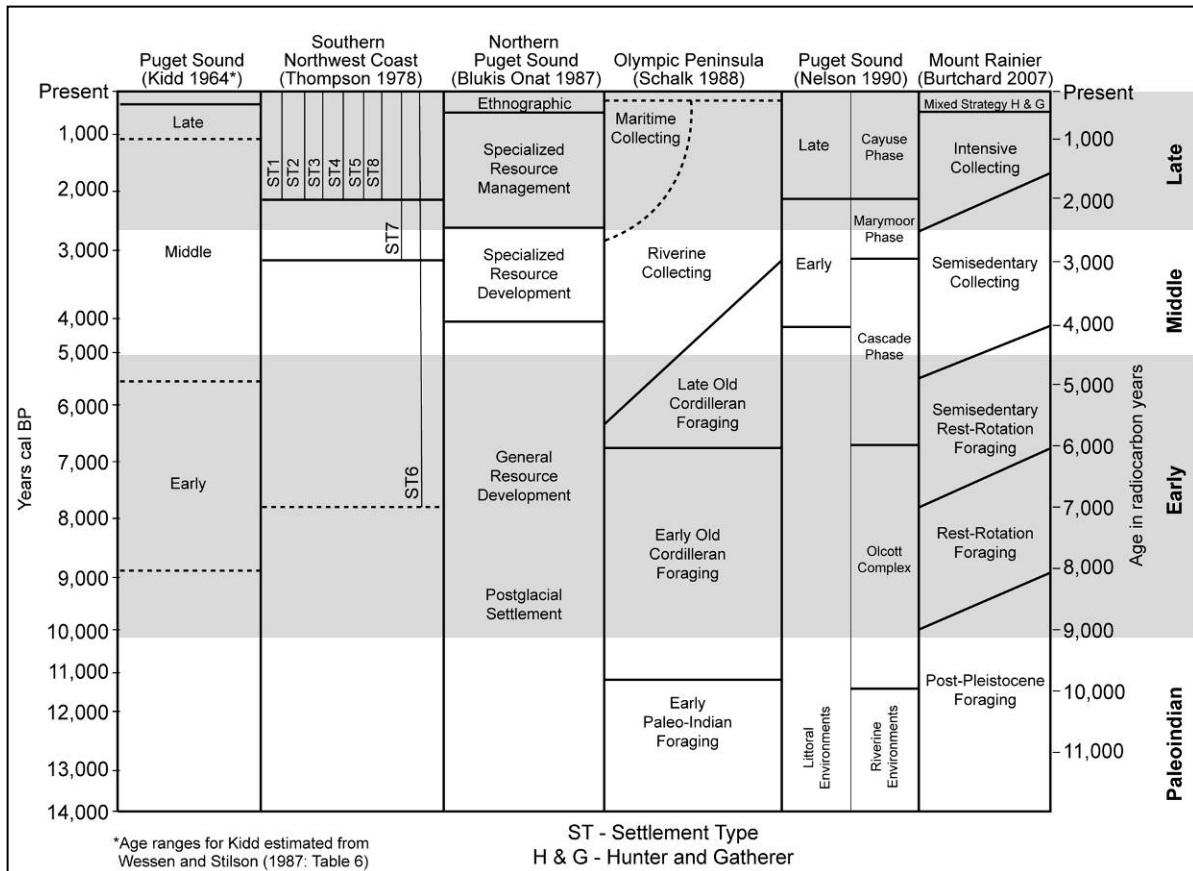 Puget Sound
(Kidd 1964*)
Southern
Northwest Coast
(Thompson 1978)
Northern
Puget Sound
(Blukis Onat 1987)
Olympic Peninsula
(Schalk 1988)
Puget Sound
(Nelson 1990)
Mount Rainier
(Burtchard 2007)
Years cal BP
Present
1,000
2,000
3,000
4,000
5,000
6,000
7,000
8,000
9,000
10,000
11,000
12,000
13,000
14,000
Late
Middle
Early
ST1
ST2
ST3
ST4
ST5
ST8
ST7
ST6
Ethnographic
Specialized
Resource
Management
Specialized
Resource
Development
General
Resource
Development
Postglacial
Settlement
Maritime
Collecting
Riverine
Collecting
Late Old
Cordilleran
Foraging
Early Old
Cordilleran
Foraging
Early
Paleo-Indian
Foraging
Late
Early
Littoral
Environments
Cayuse
Phase
Marymoor
Phase
Cascade
Phase
Olcott
Complex
Riverine
Environments
Mixed Strategy H & G
Intensive
Collecting
Semisedentary
Collecting
Semisedentary
Rest-Rotation
Foraging
Rest-Rotation
Foraging
Post-Pleistocene
Foraging
Present
1,000
2,000
3,000
4,000
5,000
6,000
7,000
8,000
9,000
10,000
11,000
Age in radiocarbon years
Late
Middle
Early
Paleoindian
*Age ranges for Kidd estimated from
Wessen and Stilson (1987: Table 6)
ST - Settlement Type
H & G - Hunter and Gatherer